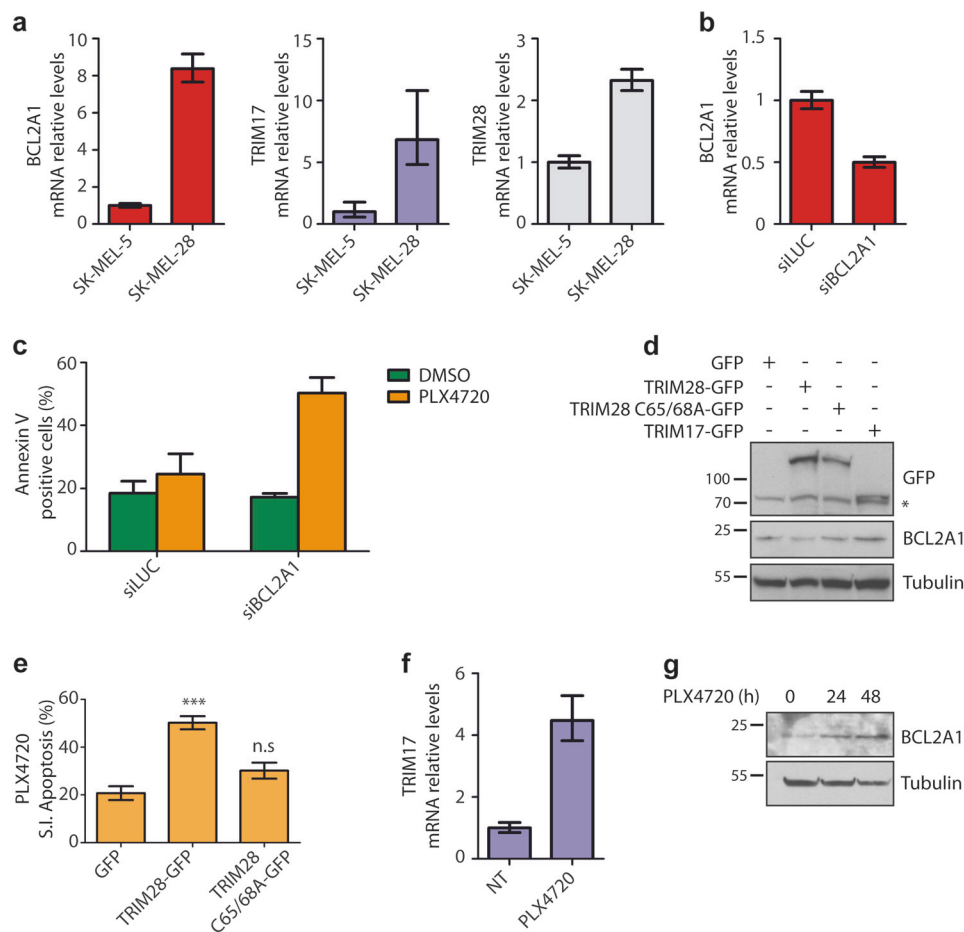 a
BCL2A1
mRNA relative levels
10
8
6
4
2
0
SK-MEL-5
SK-MEL-28
TRIM17
mRNA relative levels
15
10
5
0
SK-MEL-5
SK-MEL-28
TRIM28
mRNA relative levels
3
2
1
0
SK-MEL-5
SK-MEL-28
b
BCL2A1
mRNA relative levels
1.5
1
0.5
0
siLUC
siBCL2A1
c
Annexin V
positive cells (%)
60
40
20
0
siLUC
siBCL2A1
DMSO
PLX4720
d
GFP + - - -
TRIM28-GFP - + - -
TRIM28 C65/68A-GFP - - + -
TRIM17-GFP - - - +
100
70
GFP
*
25
BCL2A1
55
Tubulin
e
PLX4720
S.I. Apoptosis (%)
60
40
20
0
***
n.s
GFP
TRIM28-GFP
TRIM28
C65/68A-GFP
f
TRIM17
mRNA relative levels
6
4
2
0
NT
PLX4720
g
PLX4720 (h) 0 24 48
25
BCL2A1
55
Tubulin